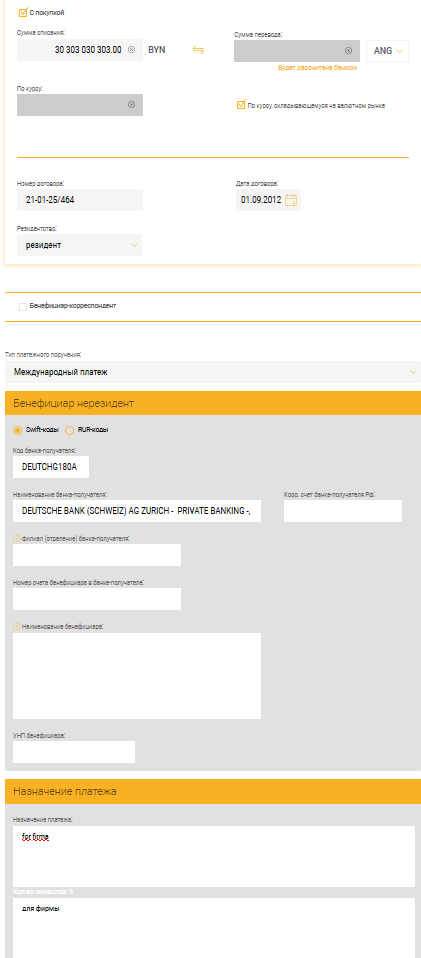 С покупкой
Сумма списания:
Сумма перевода:
30 303 030 303.00 BYN
ANG
Будет рассчитана банком
По курсу:
По курсу, складывающемуся на валютном рынке
Номер договора:
Дата договора:
21-01-25/464
01.09.2012
Резидентство:
резидент
Бенефициар-корреспондент
Тип платежного поручения:
Международный платеж
Бенефициар нерезидент
Swift-коды RUR-коды
Код банка-получателя:
DEUTCHG180A
Наименование банка-получателя:
Корр. счет банка-получателя РФ:
DEUTSCHE BANK (SCHWEIZ) AG ZURICH - PRIVATE BANKING -,
филиал (отделение) банка-получателя:
Номер счета бенефициара в банке-получателе:
Наименование бенефициара:
УНП бенефициара:
Назначение платежа
Назначение платежа:
for firma
Кол-во символов: 9
для фирмы